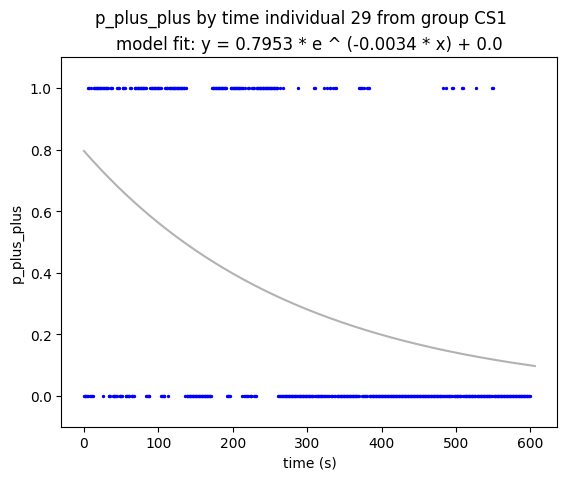 p_plus_plus by time individual 29 from group CS1
model fit: y = 0.7953 * e ^ (-0.0034 * x) + 0.0
1.0
0.8
0.6
0.4
0.2
0.0
p_plus_plus
0 100 200 300 400 500 600
time (s)